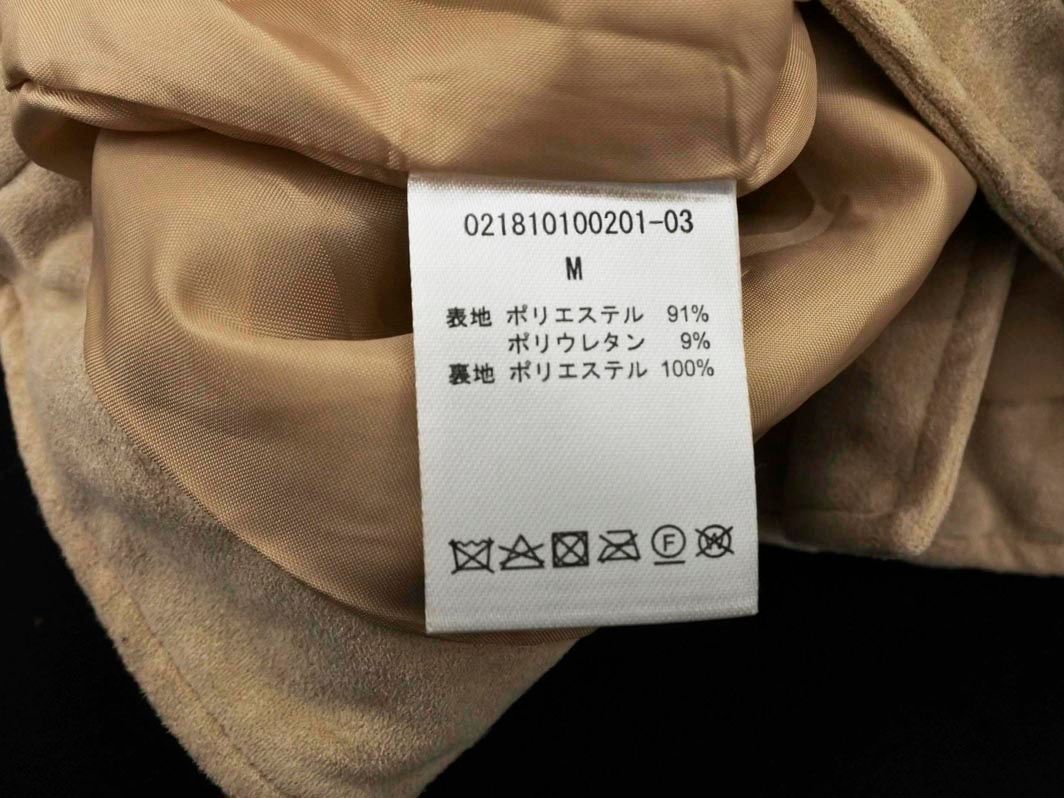 021810100201-03
M
表地 ポリエステル 91%
ポリウレタン 9%
裏地 ポリエステル 100%
F W